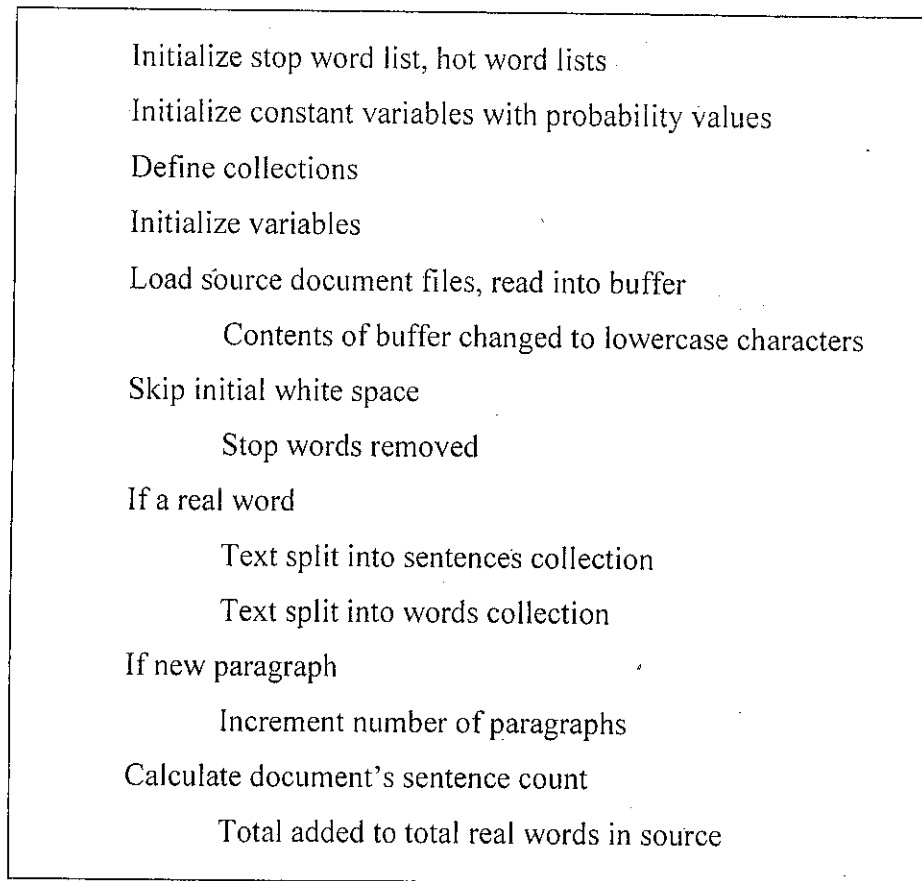 Initialize stop word list, hot word lists
Initialize constant variables with probability values
Define collections
Initialize variables
Load source document files, read into buffer
Contents of buffer changed to lowercase characters
Skip initial white space
Stop words removed
If a real word
Text split into sentences collection
Text split into words collection
If new paragraph
Increment number of paragraphs
Calculate document's sentence count
Total added to total real words in source